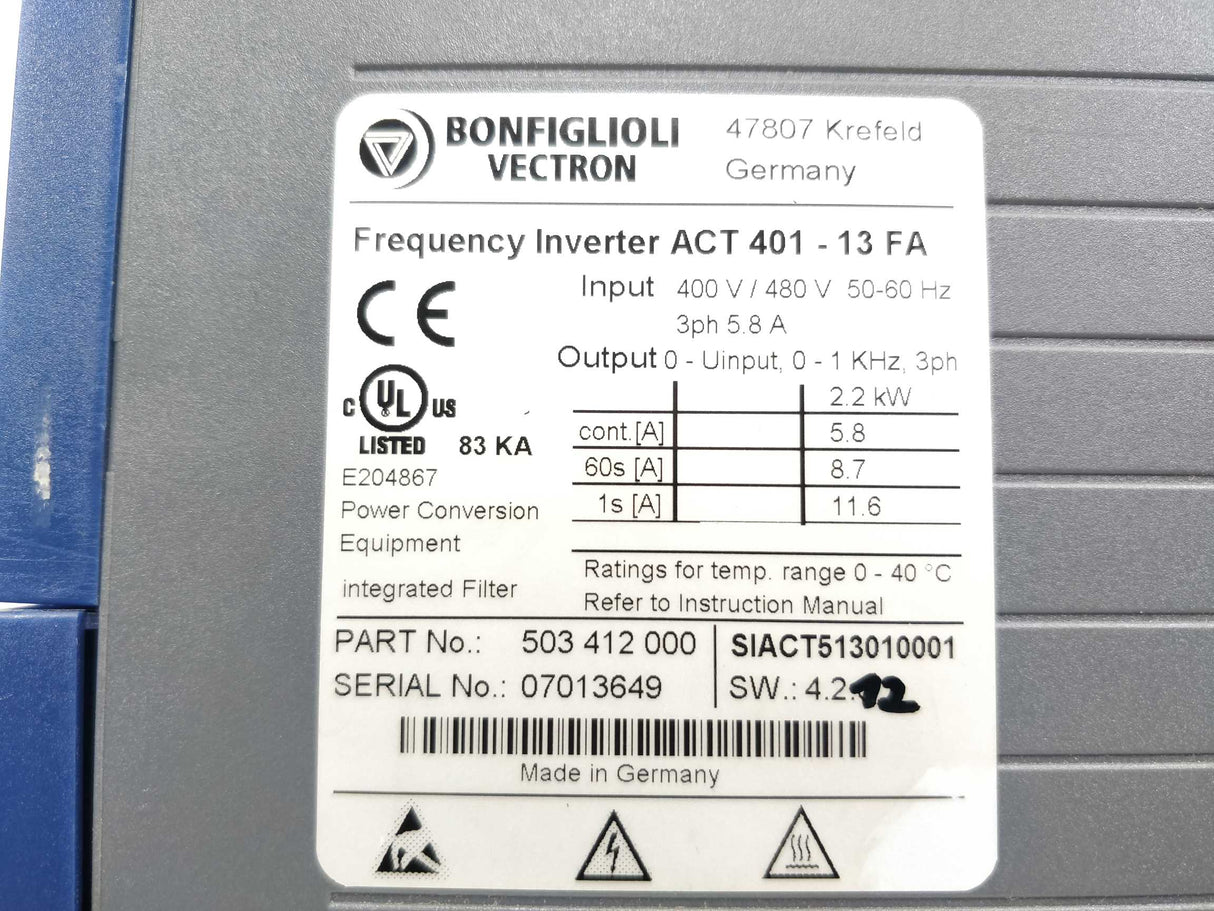 BONFIGLIOLI
VECTRON
47807 Krefeld
Germany
Frequency Inverter ACT 401 - 13 FA
Input 400 V / 480 V 50-60 Hz
3ph 5.8 A
Output 0 - Uinput, 0 - 1 KHz, 3ph
2.2 kW
cont.[A] 5.8
60s [A] 8.7
1s [A] 11.6
CE
C UL US
LISTED 83 KA
E204867
Power Conversion
Equipment
integrated Filter
Ratings for temp. range 0 - 40 °C
Refer to Instruction Manual
PART No.: 503 412 000
SIACT513010001
SERIAL No.: 07013649
SW.: 4.2.12
Made in Germany